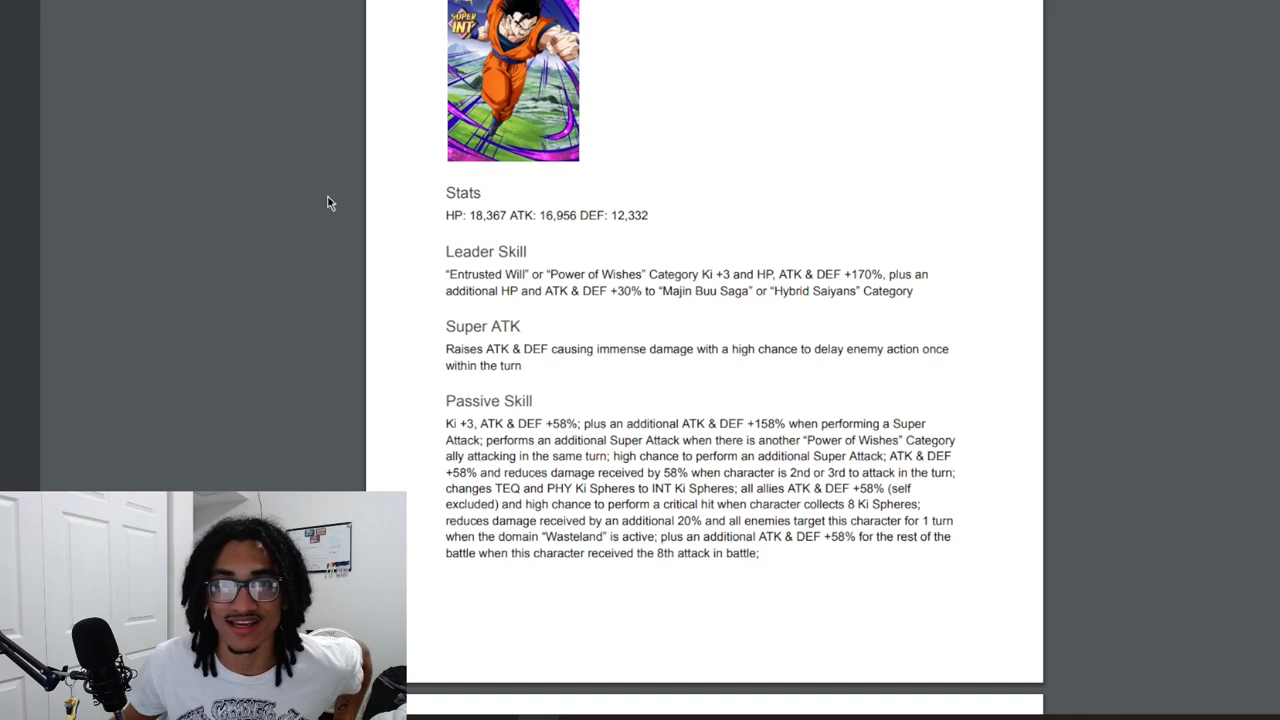 SUPER
INT
Stats
HP: 18,367 ATK: 16,956 DEF: 12,332
Leader Skill
“Entrusted Will” or “Power of Wishes” Category Ki +3 and HP, ATK & DEF +170%, plus an
additional HP and ATK & DEF +30% to “Majin Buu Saga” or “Hybrid Saiyans” Category
Super ATK
Raises ATK & DEF causing immense damage with a high chance to delay enemy action once
within the turn
Passive Skill
Ki +3, ATK & DEF +58%; plus an additional ATK & DEF +158% when performing a Super
Attack; performs an additional Super Attack when there is another “Power of Wishes” Category
ally attacking in the same turn; high chance to perform an additional Super Attack; ATK & DEF
+58% and reduces damage received by 58% when character is 2nd or 3rd to attack in the turn;
changes TEQ and PHY Ki Spheres to INT Ki Spheres; all allies ATK & DEF +58% (self
excluded) and high chance to perform a critical hit when character collects 8 Ki Spheres;
reduces damage received by an additional 20% and all enemies target this character for 1 turn
when the domain “Wasteland” is active; plus an additional ATK & DEF +58% for the rest of the
battle when this character received the 8th attack in battle;